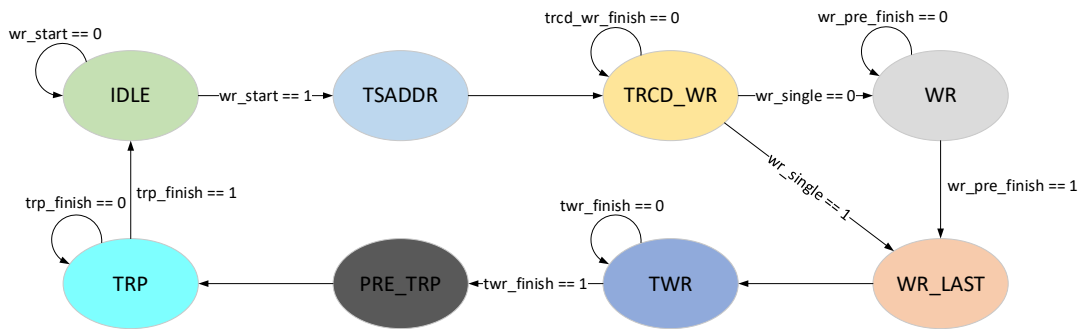 wr_start == 0
trcd_wr_finish == 0
wr_pre_finish == 0
IDLE
wr_start == 1
TSADDR
TRCD_WR
wr_single == 0
WR
wr_single == 1
wr_pre_finish == 1
trp_finish == 1
trp_finish == 0
twr_finish == 0
TRP
PRE_TRP
twr_finish == 1
TWR
WR_LAST